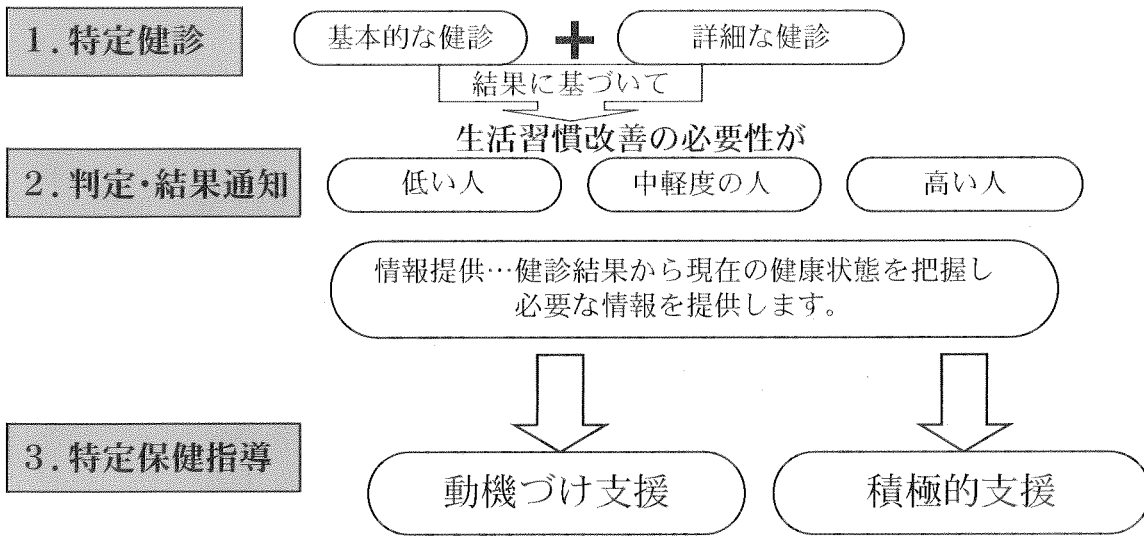 1.特定健診
基本的な健診 + 詳細な健診
結果に基づいて
生活習慣改善の必要性が
2.判定・結果通知
低い人 中軽度の人 高い人
情報提供…健診結果から現在の健康状態を把握し
必要な情報を提供します。
3.特定保健指導
動機づけ支援 積極的支援